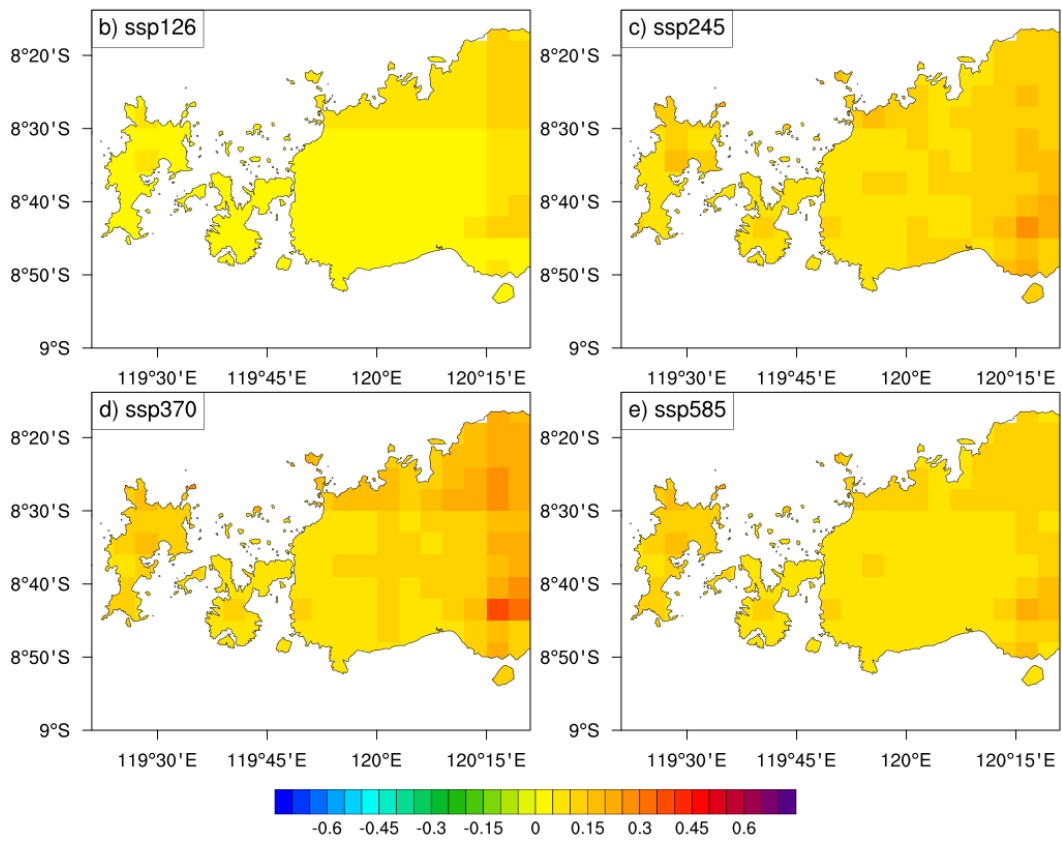 b) ssp126
c) ssp245
8°20'S
8°30'S
8°40'S
8°50'S
9°S
8°20'S
8°30'S
8°40'S
8°50'S
9°S
119°30'E 119°45'E 120°E 120°15'E
119°30'E 119°45'E 120°E 120°15'E
d) ssp370
e) ssp585
8°20'S
8°30'S
8°40'S
8°50'S
9°S
8°20'S
8°30'S
8°40'S
8°50'S
9°S
119°30'E 119°45'E 120°E 120°15'E
119°30'E 119°45'E 120°E 120°15'E
-0.6 -0.45 -0.3 -0.15 0 0.15 0.3 0.45 0.6